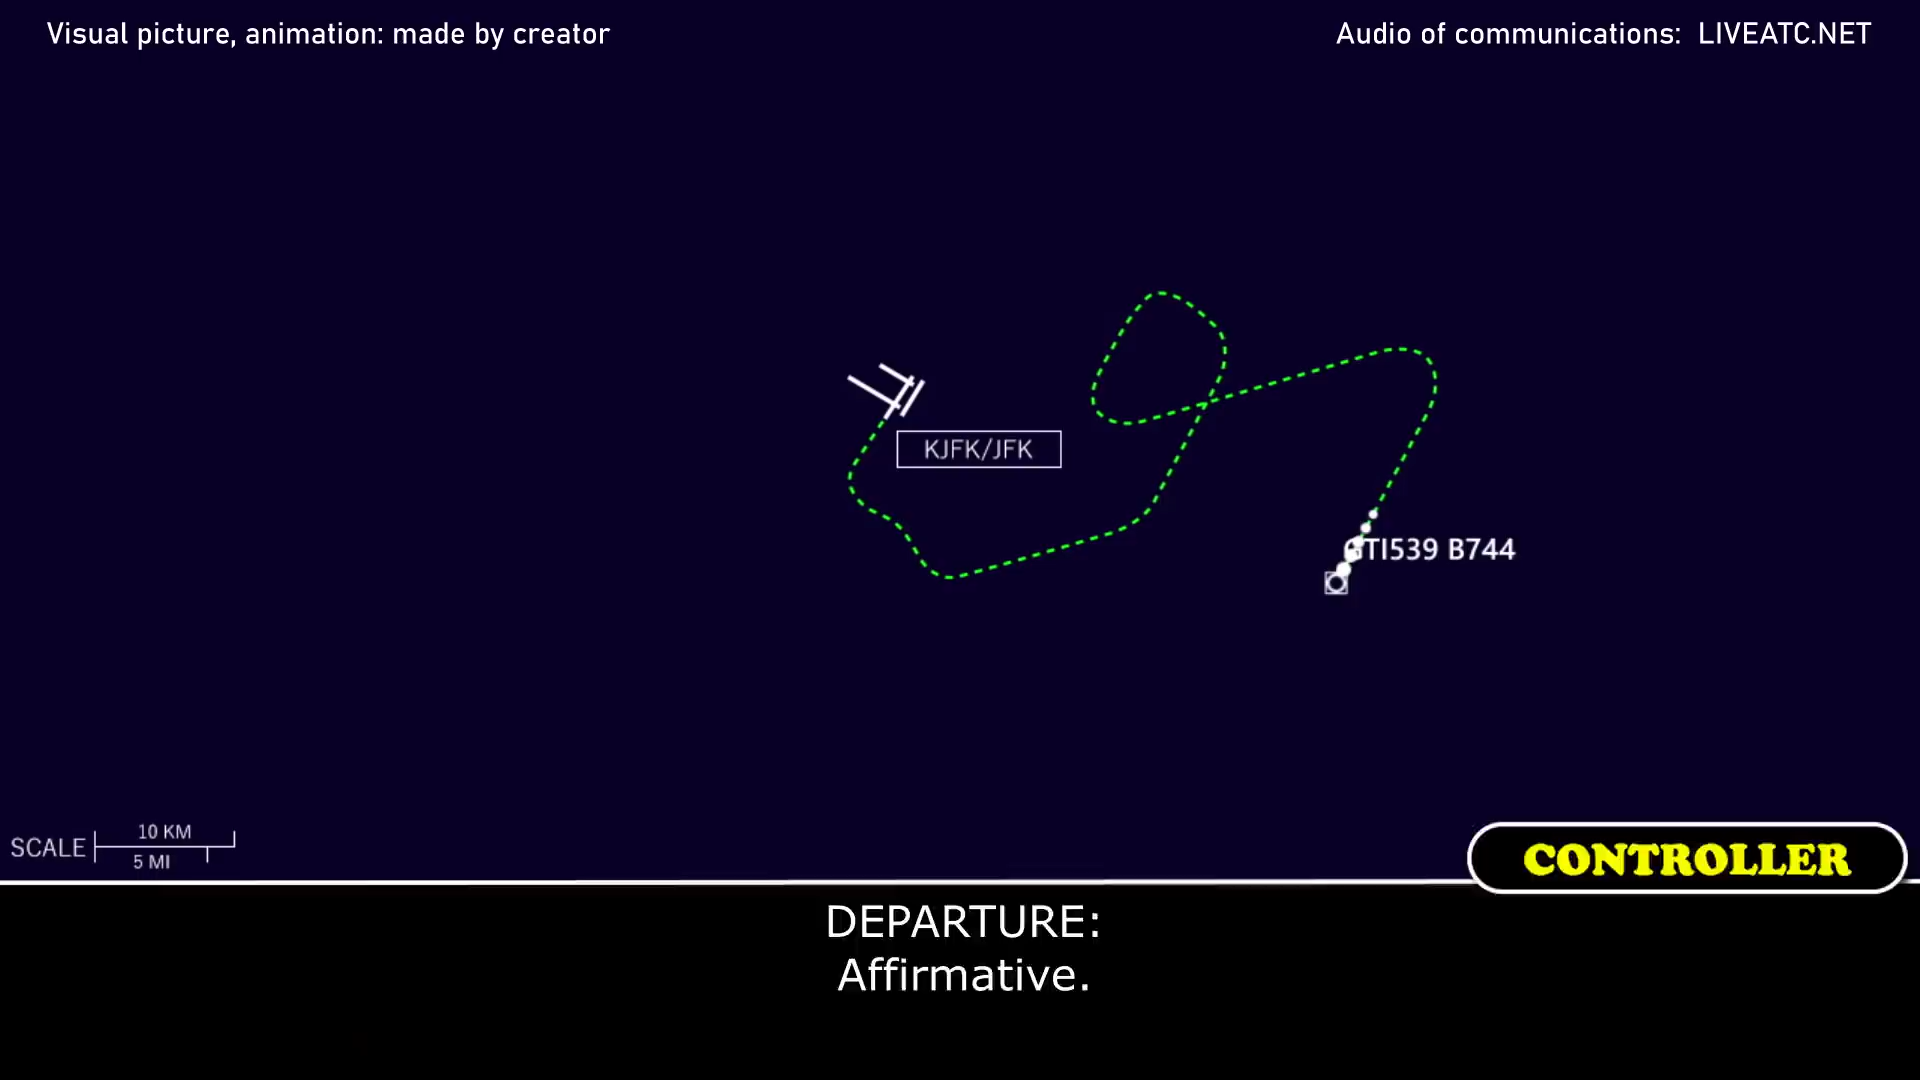 Visual picture, animation: made by creator
Audio of communications: LIVEATC.NET
KJFK/JFK
GTI539 B744
SCALE
10 KM
5 MI
CONTROLLER
DEPARTURE:
Affirmative.